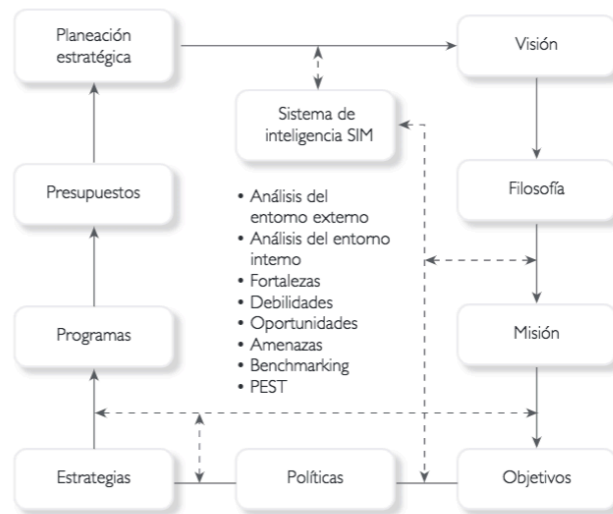 Planeación
estratégica
Visión
Sistema de
inteligencia SIM
Presupuestos
Filosofía
• Análisis del
entorno externo
• Análisis del entorno
interno
• Fortalezas
• Debilidades
• Oportunidades
• Amenazas
• Benchmarking
• PEST
Programas
Misión
Estrategias
Políticas
Objetivos